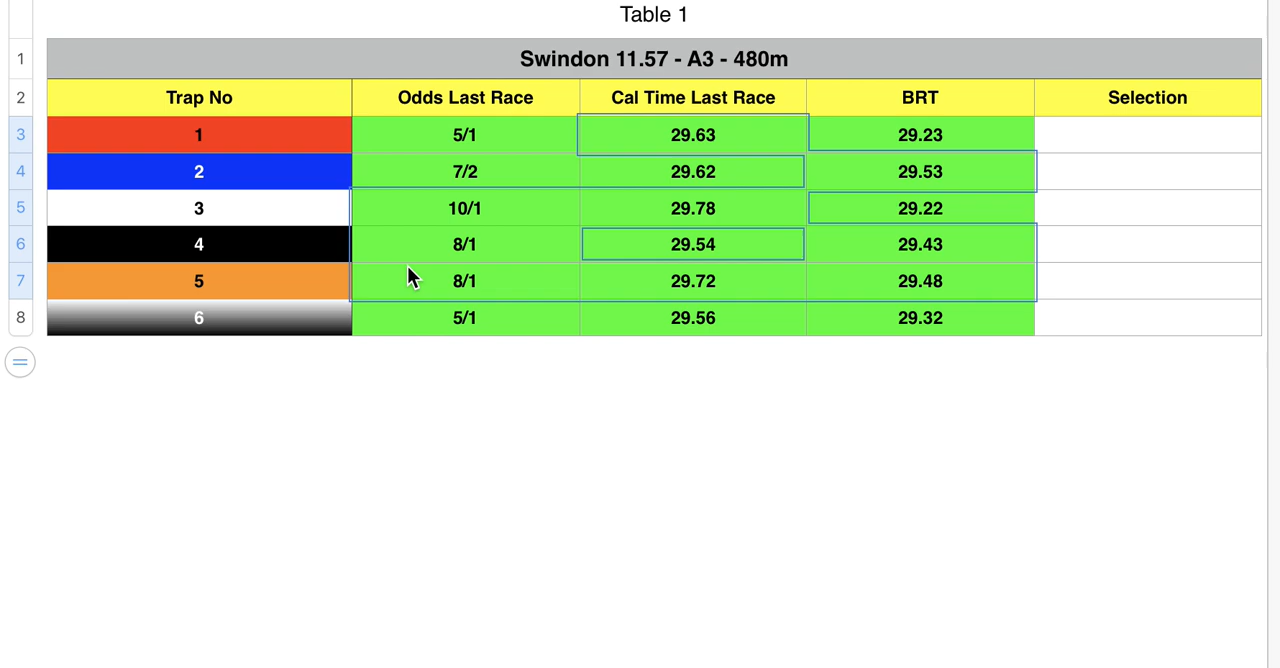 Table 1
1 Swindon 11.57 - A3 - 480m
2 Trap No Odds Last Race Cal Time Last Race BRT Selection
3 1 5/1 29.63 29.23
4 2 7/2 29.62 29.53
5 3 10/1 29.78 29.22
6 4 8/1 29.54 29.43
7 5 8/1 29.72 29.48
8 6 5/1 29.56 29.32